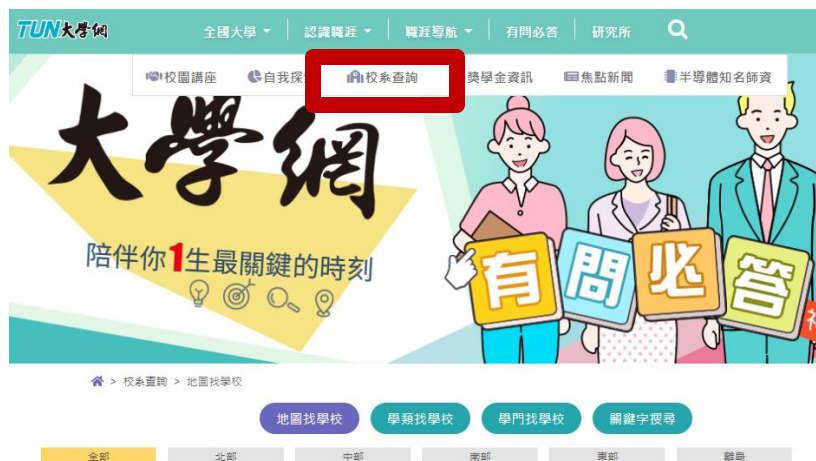 TUN大學網 全國大學 認識職涯 職涯導航 有問必答 研究所
校園講座 自我探 校系查詢 獎學金資訊 焦點新聞 半導體知名師資
大學網
陪伴你1生最關鍵的時刻
有問必答
> 校系查詢 > 地圖找學校
地圖找學校 學類找學校 學門找學校 關鍵字搜尋
全部 北部 中部 南部 東部 離島